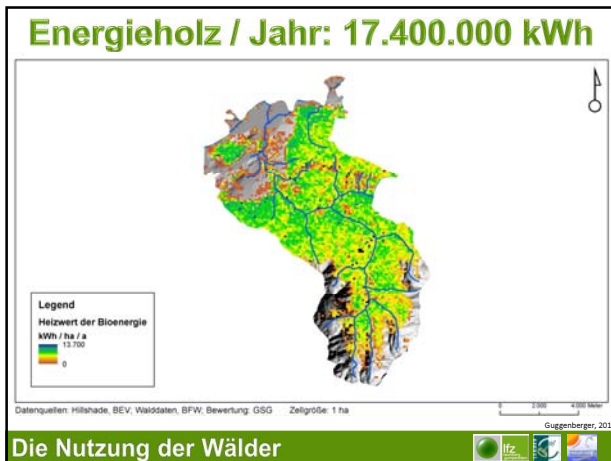 Energieholz / Jahr: 17.400.000 kWh
Legend
Heizwert der Bioenergie
kWh / ha / a
13.700
0
Datenquellen: Hillshade, BEV; Walddaten, BFW; Bewertung: GSG Zellgröße: 1 ha
0 2.000 4.000 Meter
Guggenberger, 201
Die Nutzung der Wälder
lfz